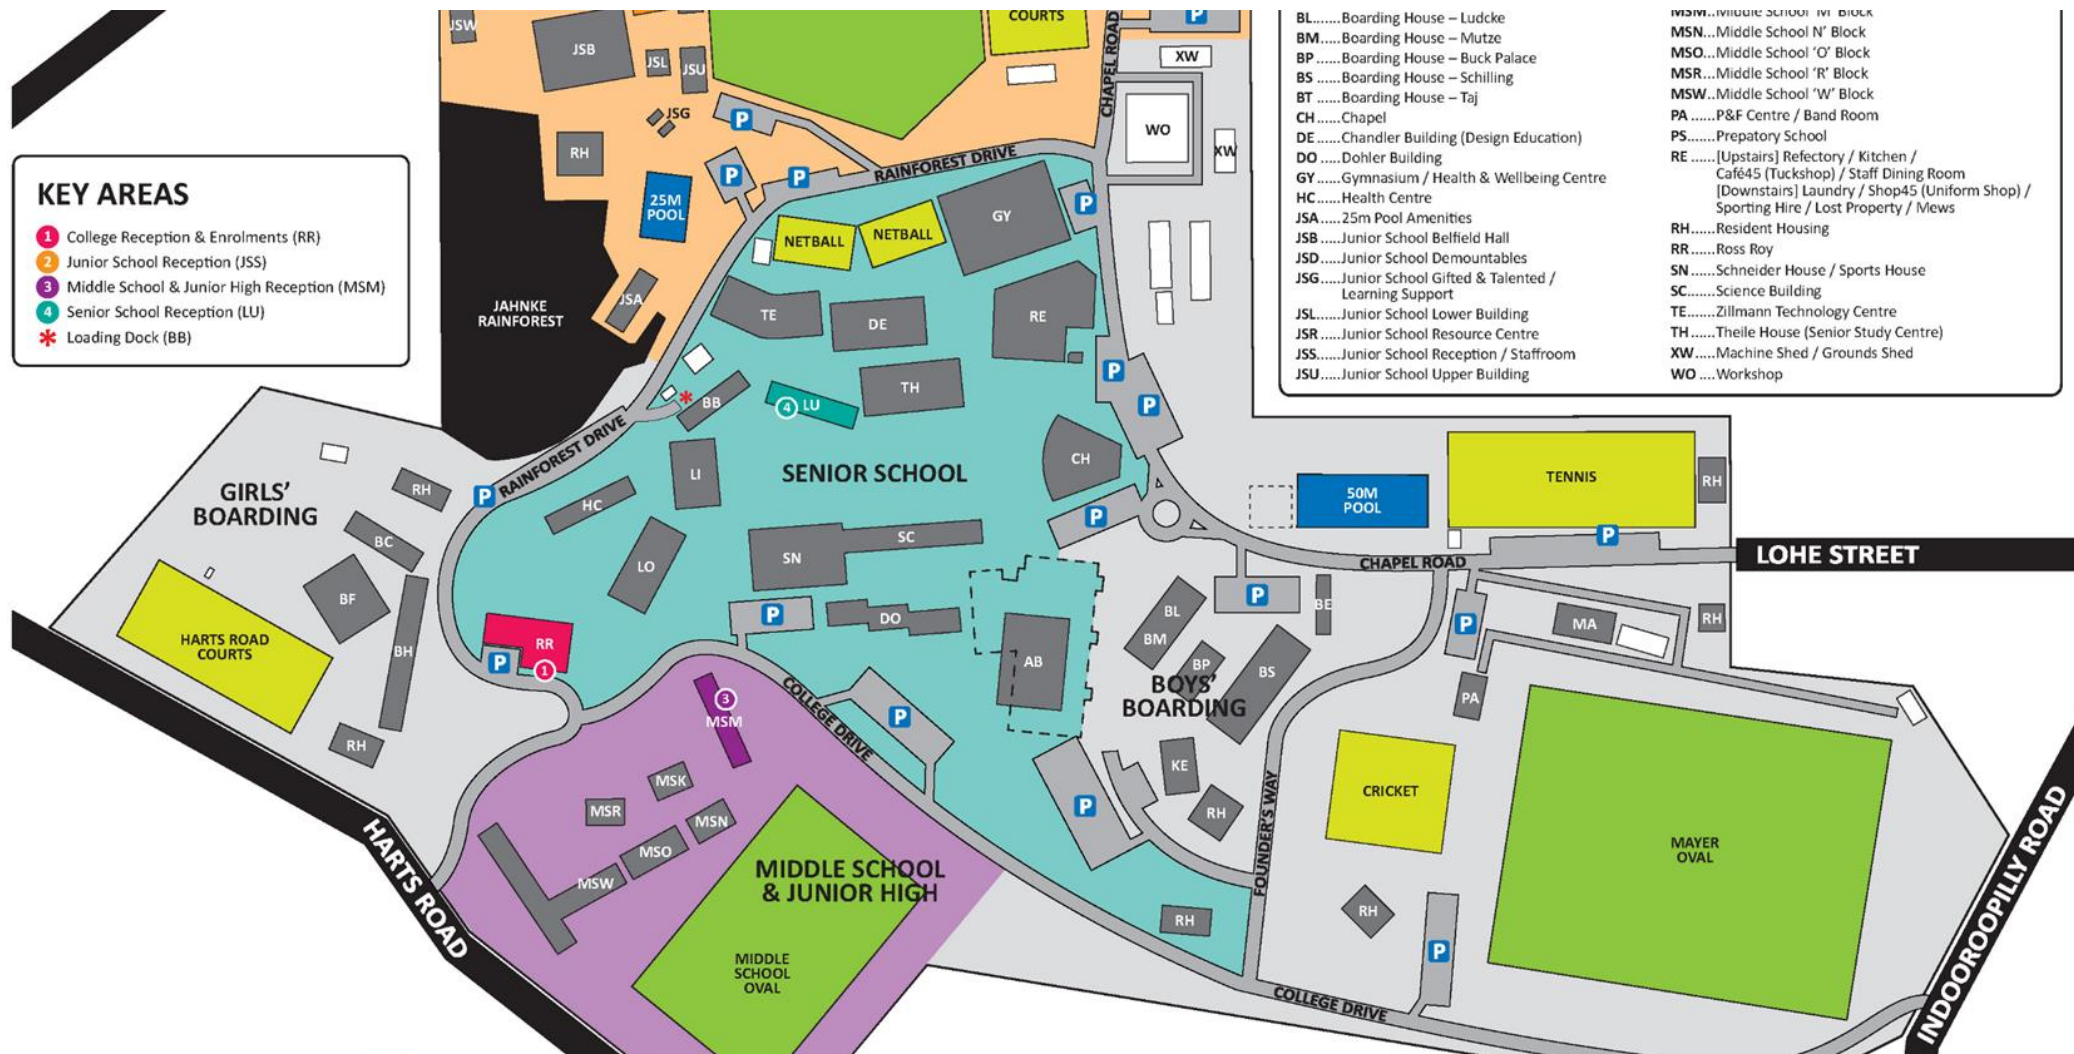 JSW
JSB
JSL
JSU
JSG
RH
COURTS
CHAPEL ROAD
P
XW
WO
XW
P
P
P
RAINFOREST DRIVE
25M
POOL
JSA
JAHNKE
RAINFOREST
KEY AREAS
1 College Reception & Enrolments (RR)
2 Junior School Reception (JSS)
3 Middle School & Junior High Reception (MSM)
4 Senior School Reception (LU)
* Loading Dock (BB)
BL.......Boarding House – Ludcke
BM.....Boarding House – Mutze
BP ......Boarding House – Buck Palace
BS ......Boarding House – Schilling
BT ......Boarding House – Taj
CH......Chapel
DE ......Chandler Building (Design Education)
DO .....Dohler Building
GY......Gymnasium / Health & Wellbeing Centre
HC......Health Centre
JSA .....25m Pool Amenities
JSB .....Junior School Belfield Hall
JSD .....Junior School Demountables
JSG.....Junior School Gifted & Talented /
Learning Support
JSL......Junior School Lower Building
JSR .....Junior School Resource Centre
JSS......Junior School Reception / Staffroom
JSU.....Junior School Upper Building
MSM..Middle School 'M' Block
MSN...Middle School N' Block
MSO...Middle School 'O' Block
MSR...Middle School 'R' Block
MSW..Middle School 'W' Block
PA ......P&F Centre / Band Room
PS.......Prepatory School
RE ......[Upstairs] Refectory / Kitchen /
Café45 (Tuckshop) / Staff Dining Room
[Downstairs] Laundry / Shop45 (Uniform Shop) /
Sporting Hire / Lost Property / Mews
RH......Resident Housing
RR......Ross Roy
SN......Schneider House / Sports House
SC.......Science Building
TE.......Zillmann Technology Centre
TH......Theile House (Senior Study Centre)
XW ....Machine Shed / Grounds Shed
WO ....Workshop
NETBALL
NETBALL
GY
P
TE
DE
RE
TH
BB
*
4 LU
P
P
RAINFOREST DRIVE
P
LI
SENIOR SCHOOL
CH
HC
LO
SN
SC
P
DO
P
AB
GIRLS'
BOARDING
RH
BC
BF
BH
HARTS ROAD
COURTS
RH
RR
1
P
50M
POOL
TENNIS
RH
P
CHAPEL ROAD
LOHE STREET
P
BE
BL
BM
BP
BS
BOYS'
BOARDING
P
MA
RH
PA
KE
RH
P
P
COLLEGE DRIVE
3
MSM
MSK
MSR
MSN
MSO
MSW
MIDDLE SCHOOL
& JUNIOR HIGH
MIDDLE
SCHOOL
OVAL
HARTS ROAD
FOUNDER'S WAY
CRICKET
RH
RH
P
MAYER
OVAL
COLLEGE DRIVE
INDOOROOPILLY ROAD